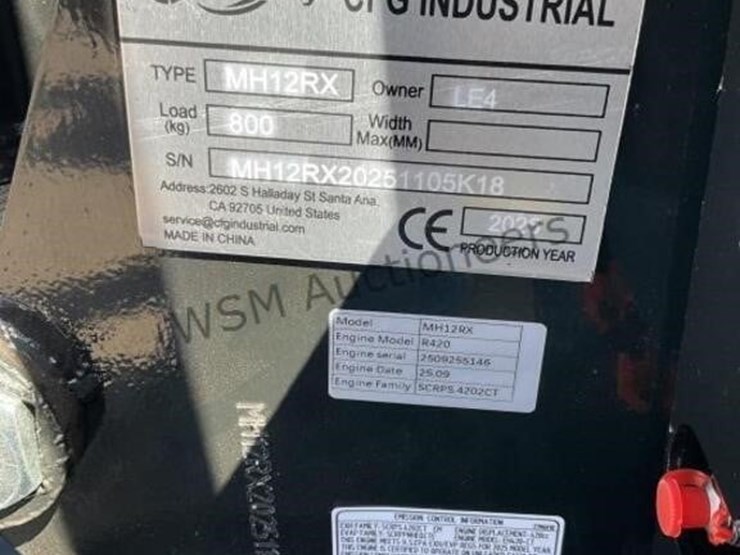 CFG INDUSTRIAL
TYPE MH12RX Owner LE4
Load (kg) 800 Width Max(MM)
S/N MH12RX20251105K18
Address:2602 S Halladay St Santa Ana,
CA 92705 United States
service@cfgindustrial.com
MADE IN CHINA
CE 2025
PRODUCTION YEAR
WSM Auctioneers
Model MH12RX
Engine Model R420
Engine serial 2509255146
Engine Date 25.09
Engine Family SCRPS.4202CT
MH12RX20251
EMISSION CONTROL INFORMATION